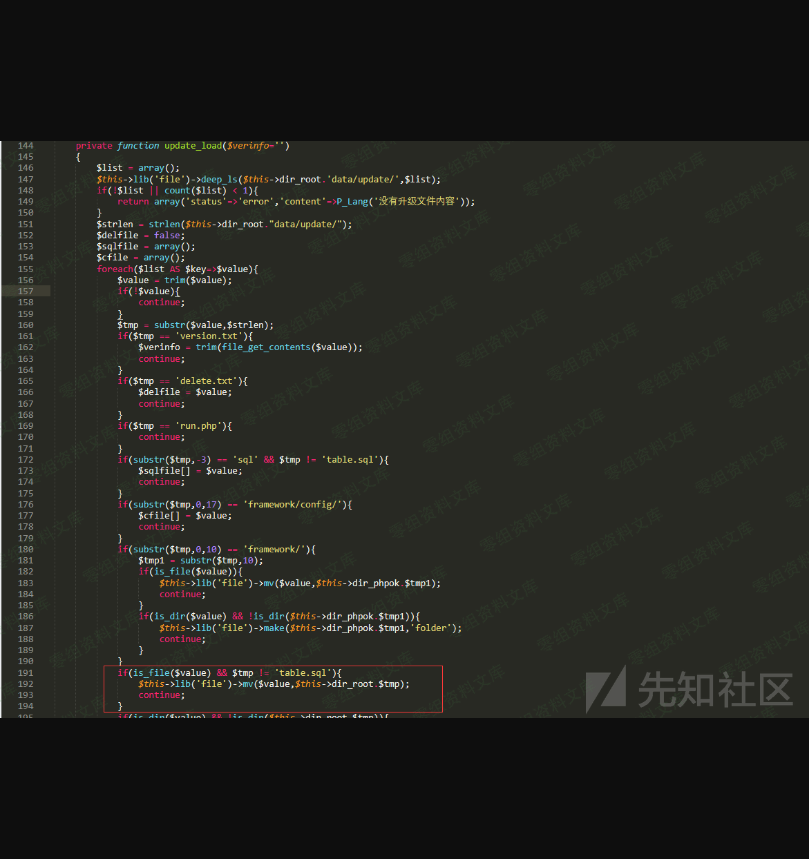 144 private function update_load($verinfo='')
145 {
146 $list = array();
147 $this->lib('file')->deep_ls($this->dir_root.'data/update/',$list);
148 if(!$list || count($list) < 1){
149 return array('status'=>'error','content'=>P_Lang('没有升级文件内容'));
150 }
151 $strlen = strlen($this->dir_root."data/update/");
152 $delfile = false;
153 $sqlfile = array();
154 $cfile = array();
155 foreach($list AS $key=>$value){
156 $value = trim($value);
157 if(!$value){
158 continue;
159 }
160 $tmp = substr($value,$strlen);
161 if($tmp == 'version.txt'){
162 $verinfo = trim(file_get_contents($value));
163 continue;
164 }
165 if($tmp == 'delete.txt'){
166 $delfile = $value;
167 continue;
168 }
169 if($tmp == 'run.php'){
170 continue;
171 }
172 if(substr($tmp,-3) == 'sql' && $tmp != 'table.sql'){
173 $sqlfile[] = $value;
174 continue;
175 }
176 if(substr($tmp,0,17) == 'framework/config/'){
177 $cfile[] = $value;
178 continue;
179 }
180 if(substr($tmp,0,10) == 'framework/'){
181 $tmp1 = substr($tmp,10);
182 if(is_file($value)){
183 $this->lib('file')->mv($value,$this->dir_phpok.$tmp1);
184 continue;
185 }
186 if(is_dir($value) && !is_dir($this->dir_phpok.$tmp1)){
187 $this->lib('file')->make($this->dir_phpok.$tmp1,'folder');
188 continue;
189 }
190 }
191 if(is_file($value) && $tmp != 'table.sql'){
192 $this->lib('file')->mv($value,$this->dir_root.$tmp);
193 continue;
194 }
195 if(is_dir($value) && !is_dir($this->dir_root.$tmp)){
先知社区
零组资料文库